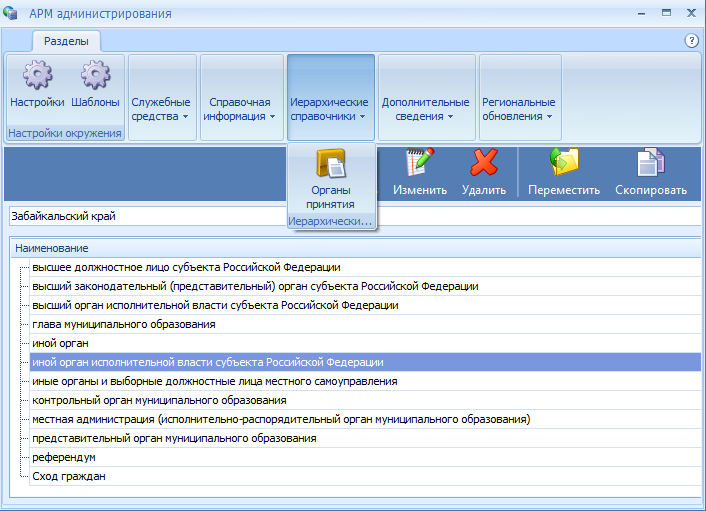 АРМ администрирования
Разделы
?
Настройки
Шаблоны
Настройки окружения
Служебные
средства
Справочная
информация
Иерархические
справочники
Дополнительные
сведения
Региональные
обновления
Органы
принятия
Иерархически...
Изменить
Удалить
Переместить
Скопировать
Забайкальский край
Наименование
высшее должностное лицо субъекта Российской Федерации
высший законодательный (представительный) орган субъекта Российской Федерации
высший орган исполнительной власти субъекта Российской Федерации
глава муниципального образования
иной орган
иной орган исполнительной власти субъекта Российской Федерации
иные органы и выборные должностные лица местного самоуправления
контрольный орган муниципального образования
местная администрация (исполнительно-распорядительный орган муниципального образования)
представительный орган муниципального образования
референдум
Сход граждан